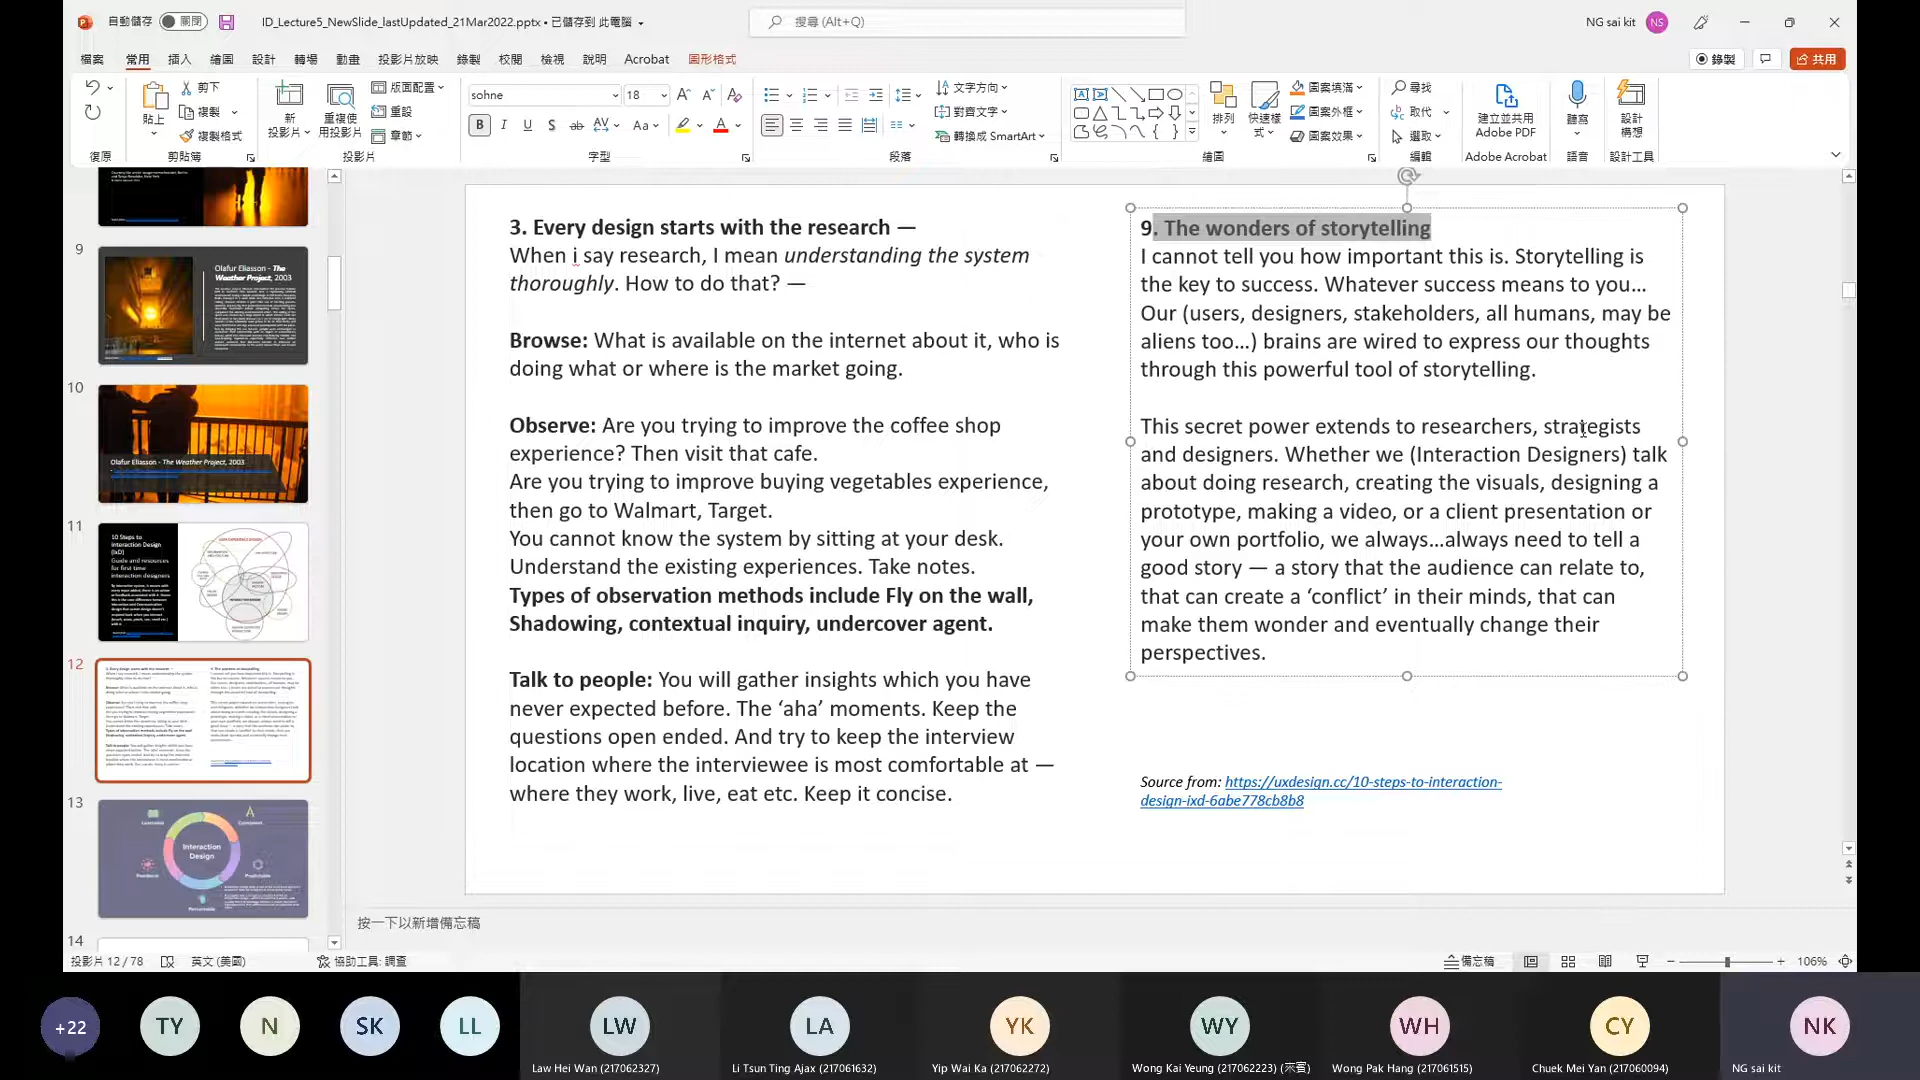 自動儲存 關閉 ID_Lecture5_NewSlide_lastUpdated_21Mar2022.pptx • 已儲存到 此電腦 搜尋 (Alt+Q) NG sai kit NS
檔案 常用 插入 繪圖 設計 轉場 動畫 投影片放映 錄製 校閱 檢視 說明 Acrobat 圖形格式 錄製 共用
貼上 剪下 複製 複製格式
新投影片 重複使用投影片 版面配置 重設 章節
sohne 18
B I U S ab AV Aa A
文字方向 對齊文字 轉換成 SmartArt
排列 快速樣式 圖案填滿 圖案外框 圖案效果
尋找 取代 選取
建立並共用 Adobe PDF 聽寫 設計構想
復原 剪貼簿 投影片 字型 段落 繪圖 編輯 Adobe Acrobat 語音 設計工具
9
Olafur Eliasson - The Weather Project, 2003
10
Olafur Eliasson - The Weather Project, 2003
11
10 Steps to Interaction Design (IxD)
Guide and resources for first time interaction designers
12
13
Interaction Design
14
3. Every design starts with the research —
When i say research, I mean understanding the system
thoroughly. How to do that? —
Browse: What is available on the internet about it, who is
doing what or where is the market going.
Observe: Are you trying to improve the coffee shop
experience? Then visit that cafe.
Are you trying to improve buying vegetables experience,
then go to Walmart, Target.
You cannot know the system by sitting at your desk.
Understand the existing experiences. Take notes.
Types of observation methods include Fly on the wall,
Shadowing, contextual inquiry, undercover agent.
Talk to people: You will gather insights which you have
never expected before. The ‘aha’ moments. Keep the
questions open ended. And try to keep the interview
location where the interviewee is most comfortable at —
where they work, live, eat etc. Keep it concise.
9. The wonders of storytelling
I cannot tell you how important this is. Storytelling is
the key to success. Whatever success means to you…
Our (users, designers, stakeholders, all humans, may be
aliens too…) brains are wired to express our thoughts
through this powerful tool of storytelling.
This secret power extends to researchers, strategists
and designers. Whether we (Interaction Designers) talk
about doing research, creating the visuals, designing a
prototype, making a video, or a client presentation or
your own portfolio, we always…always need to tell a
good story — a story that the audience can relate to,
that can create a ‘conflict’ in their minds, that can
make them wonder and eventually change their
perspectives.
Source from: https://uxdesign.cc/10-steps-to-interaction-
design-ixd-6abe778cb8b8
按一下以新增備忘稿
投影片 12 / 78 英文 (美國) 協助工具: 調查 備忘稿 106%
+22 TY N SK LL LW LA YK WY WH CY NK
Law Hei Wan (217062327) Li Tsun Ting Ajax (217061632) Yip Wai Ka (217062272) Wong Kai Yeung (217062223) (來賓) Wong Pak Hang (217061515) Chuek Mei Yan (217060094) NG sai kit